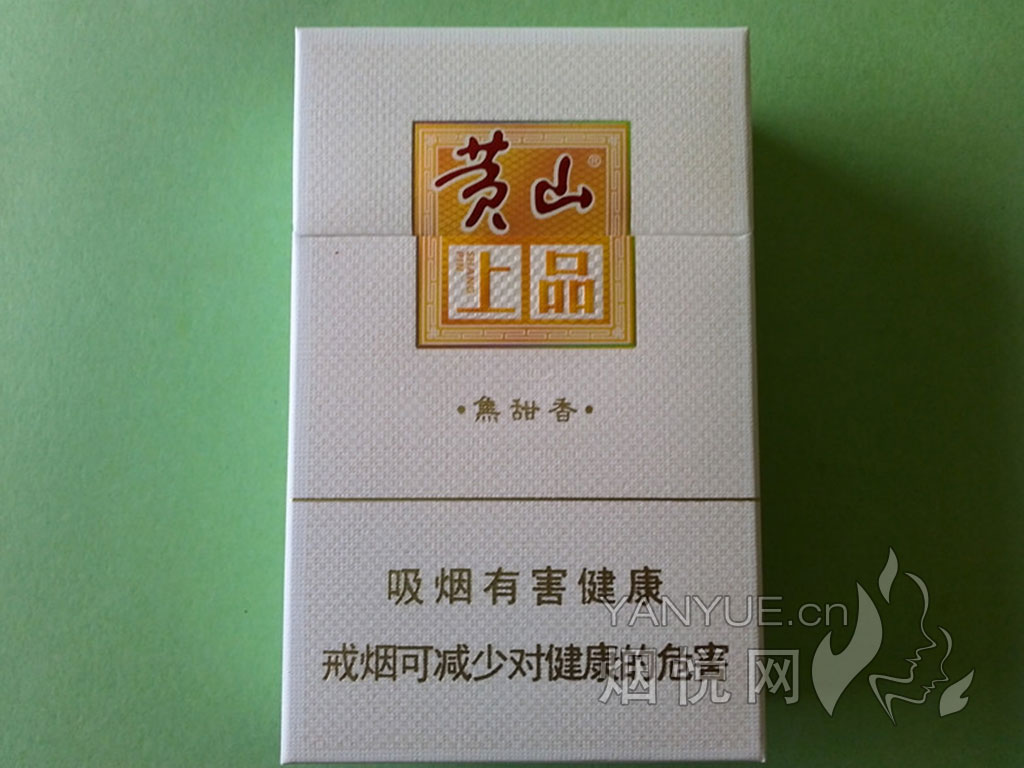 黄山®
上品
SHANG PIN
·焦甜香·
吸烟有害健康
YANYUE.cn
戒烟可减少对健康的危害
烟悦网